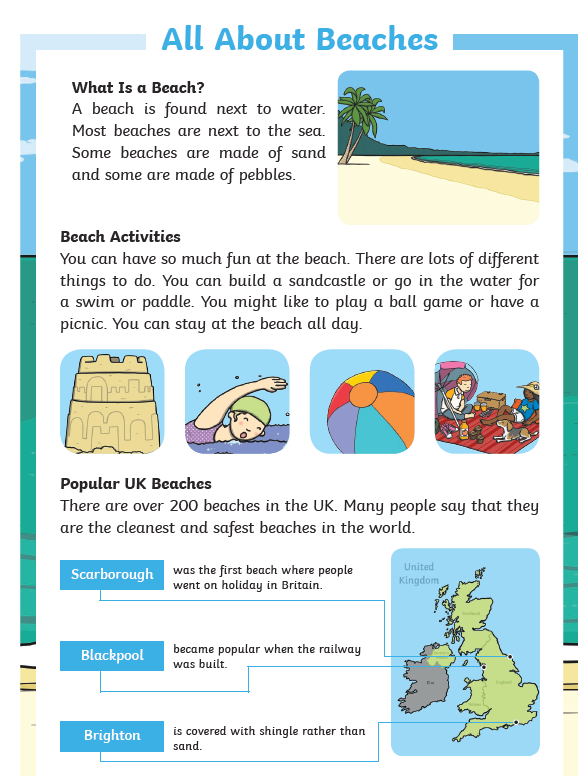 All About Beaches
What Is a Beach?
A beach is found next to water.
Most beaches are next to the sea.
Some beaches are made of sand
and some are made of pebbles.
Beach Activities
You can have so much fun at the beach. There are lots of different
things to do. You can build a sandcastle or go in the water for
a swim or paddle. You might like to play a ball game or have a
picnic. You can stay at the beach all day.
Popular UK Beaches
There are over 200 beaches in the UK. Many people say that they
are the cleanest and safest beaches in the world.
United
Kingdom
Scarborough
was the first beach where people
went on holiday in Britain.
Blackpool
became popular when the railway
was built.
Brighton
is covered with shingle rather than
sand.
England